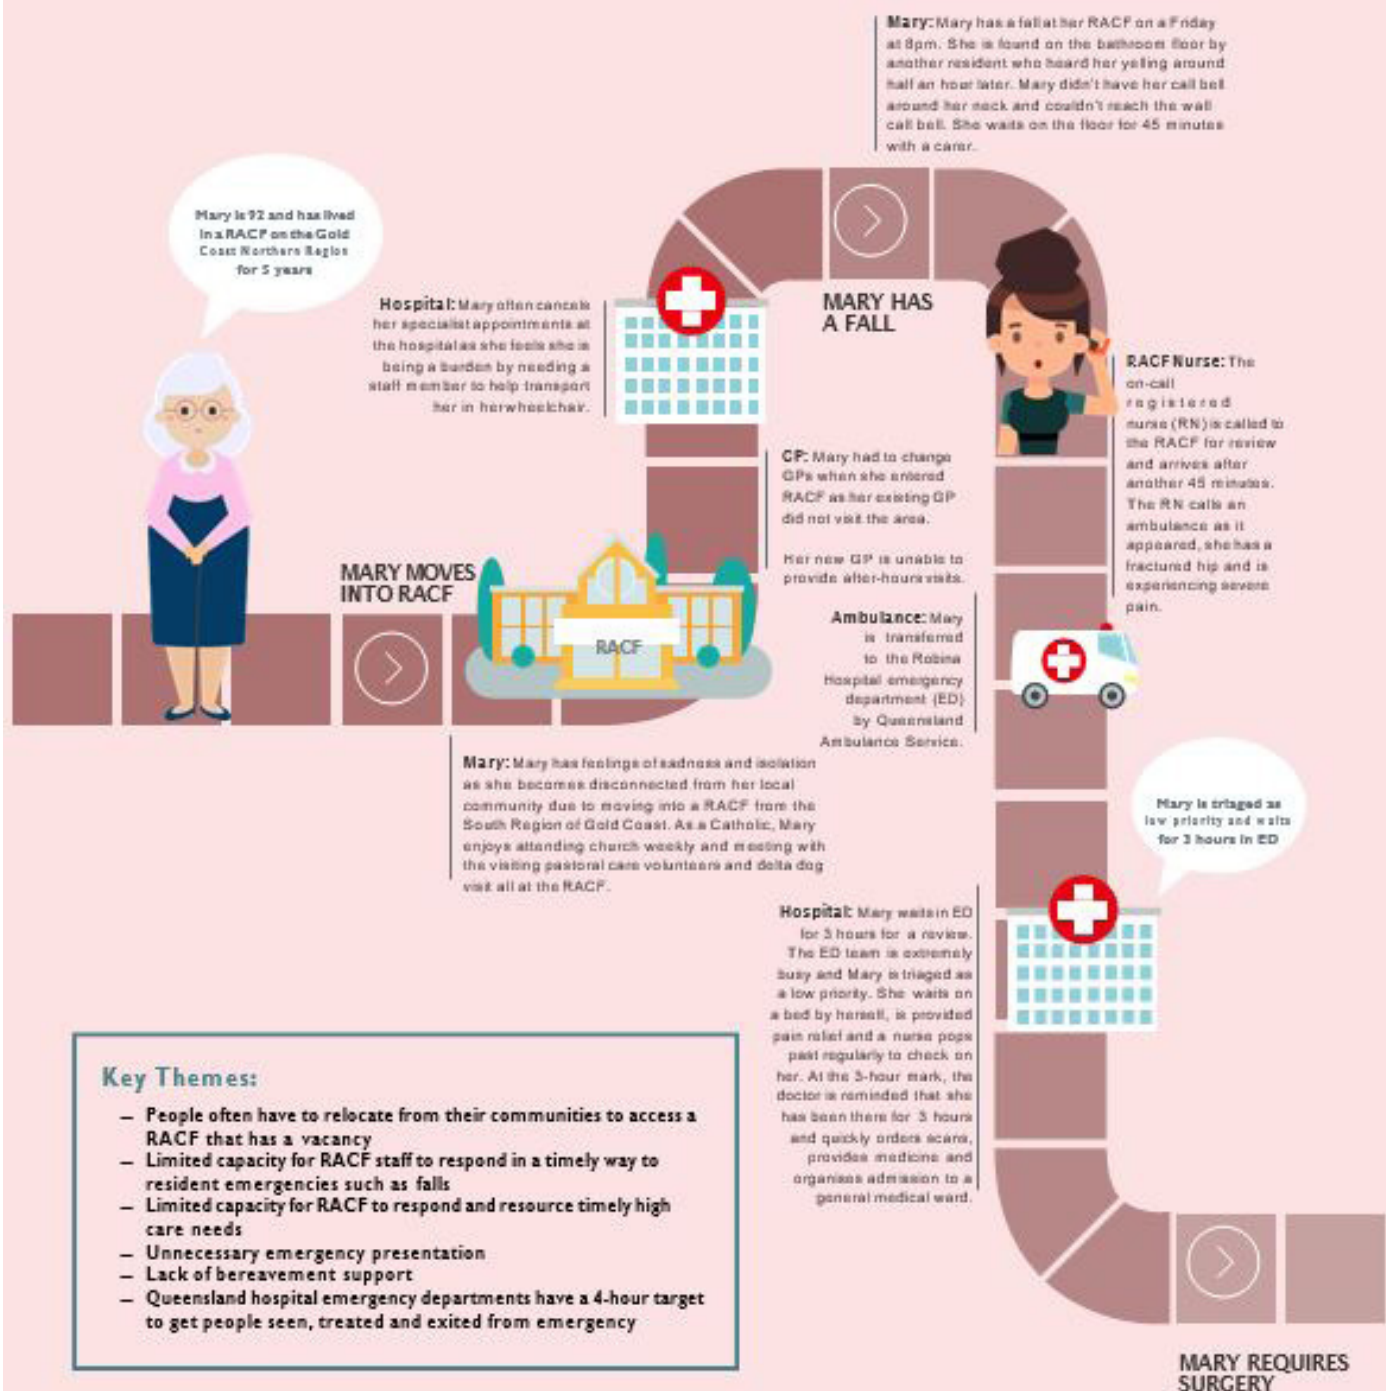 Mary: Mary has a fall at her RACF on a Friday
at 8pm. She is found on the bathroom floor by
another resident who heard her yelling around
half an hour later. Mary didn't have her call bell
around her neck and couldn't reach the wall
call bell. She waits on the floor for 45 minutes
with a carer.
Mary is 92 and has lived
in a RACF on the Gold
Coast Northern Region
for 5 years
Hospital: Mary often cancels
her specialist appointments at
the hospital as she feels she is
being a burden by needing a
staff member to help transport
her in her wheelchair.
MARY HAS
A FALL
RACF Nurse: The
on-call
registered
nurse (RN) is called to
the RACF for review
and arrives after
another 45 minutes.
The RN calls an
ambulance as it
appeared, she has a
fractured hip and is
experiencing severe
pain.
GP: Mary had to change
GPs when she entered
RACF as her existing GP
did not visit the area.
Her new GP is unable to
provide after-hours visits.
MARY MOVES
INTO RACF
RACF
Ambulance: Mary
is transferred
to the Robina
Hospital emergency
department (ED)
by Queensland
Ambulance Service.
Mary: Mary has feelings of sadness and isolation
as she becomes disconnected from her local
community due to moving into a RACF from the
South Region of Gold Coast. As a Catholic, Mary
enjoys attending church weekly and meeting with
the visiting pastoral care volunteers and delta dog
visit all at the RACF.
Mary is triaged as
low priority and waits
for 3 hours in ED
Hospital: Mary waits in ED
for 3 hours for a review.
The ED team is extremely
busy and Mary is triaged as
a low priority. She waits on
a bed by herself, is provided
pain relief and a nurse pops
past regularly to check on
her. At the 3-hour mark, the
doctor is reminded that she
has been there for 3 hours
and quickly orders scans,
provides medicine and
organises admission to a
general medical ward.
Key Themes:
– People often have to relocate from their communities to access a
RACF that has a vacancy
– Limited capacity for RACF staff to respond in a timely way to
resident emergencies such as falls
– Limited capacity for RACF to respond and resource timely high
care needs
– Unnecessary emergency presentation
– Lack of bereavement support
– Queensland hospital emergency departments have a 4-hour target
to get people seen, treated and exited from emergency
MARY REQUIRES
SURGERY